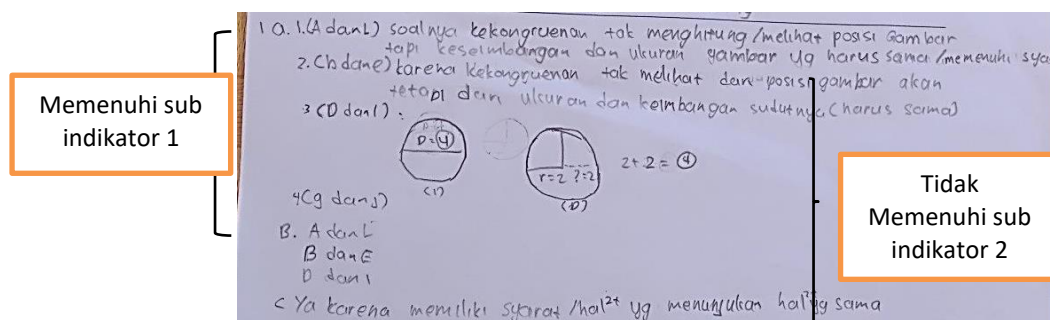 1 a. 1.(A dan L) soalnya kekongruenan tak menghitung/melihat posisi Gambar
tapi keseimbangan dan ukuran gambar yg harus sama/memenuhi sya
2.(h dan e) karena kekongruenan tak melihat dari posisi gambar akan
tetapi dari ukuran dan keimbangan sudutnya (harus sama)
3 (D dan I) :
D=4
(I)
r=2 ?=2
(D)
2+2=4
4(g dan J)
B. A dan L
B dan E
D dan I
c Ya karena memiliki syarat/hal²+ yg menunjukan hal² yg sama
Memenuhi sub
indikator 1
Tidak
Memenuhi sub
indikator 2